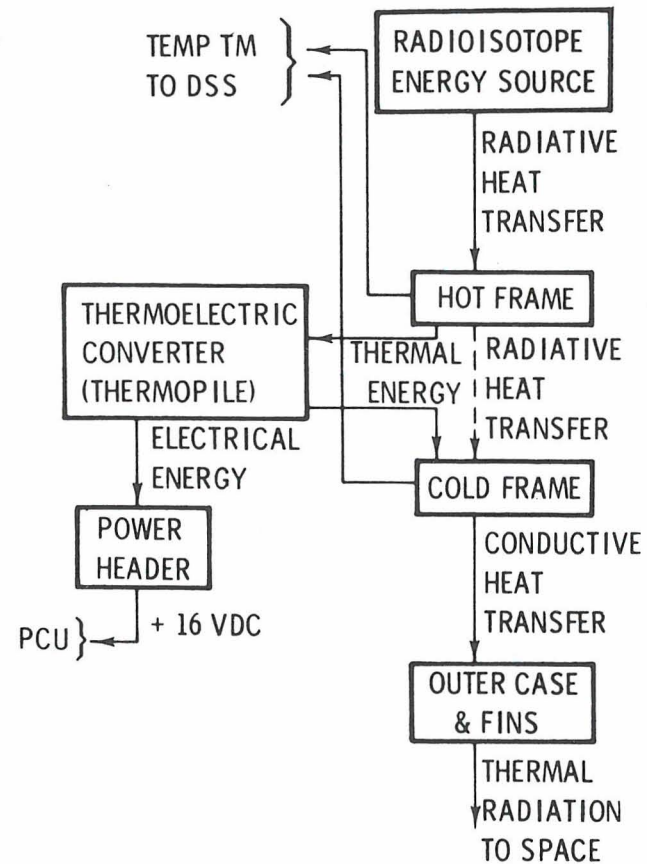 TEMP TM
TO DSS
RADIOISOTOPE
ENERGY SOURCE
RADIATIVE
HEAT
TRANSFER
HOT FRAME
THERMOELECTRIC
CONVERTER
(THERMOPILE)
THERMAL
ENERGY
RADIATIVE
HEAT
TRANSFER
ELECTRICAL
ENERGY
COLD FRAME
POWER
HEADER
CONDUCTIVE
HEAT
TRANSFER
PCU
+ 16 VDC
OUTER CASE
& FINS
THERMAL
RADIATION
TO SPACE